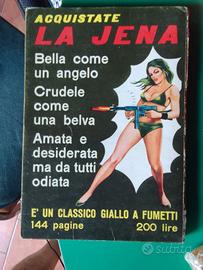 ACQUISTATE
LA JENA
Bella come
un angelo
Crudele
come
una belva
Amata e
desiderata
ma da tutti
odiata
E' UN CLASSICO GIALLO A FUMETTI
144 pagine 200 lire
subito